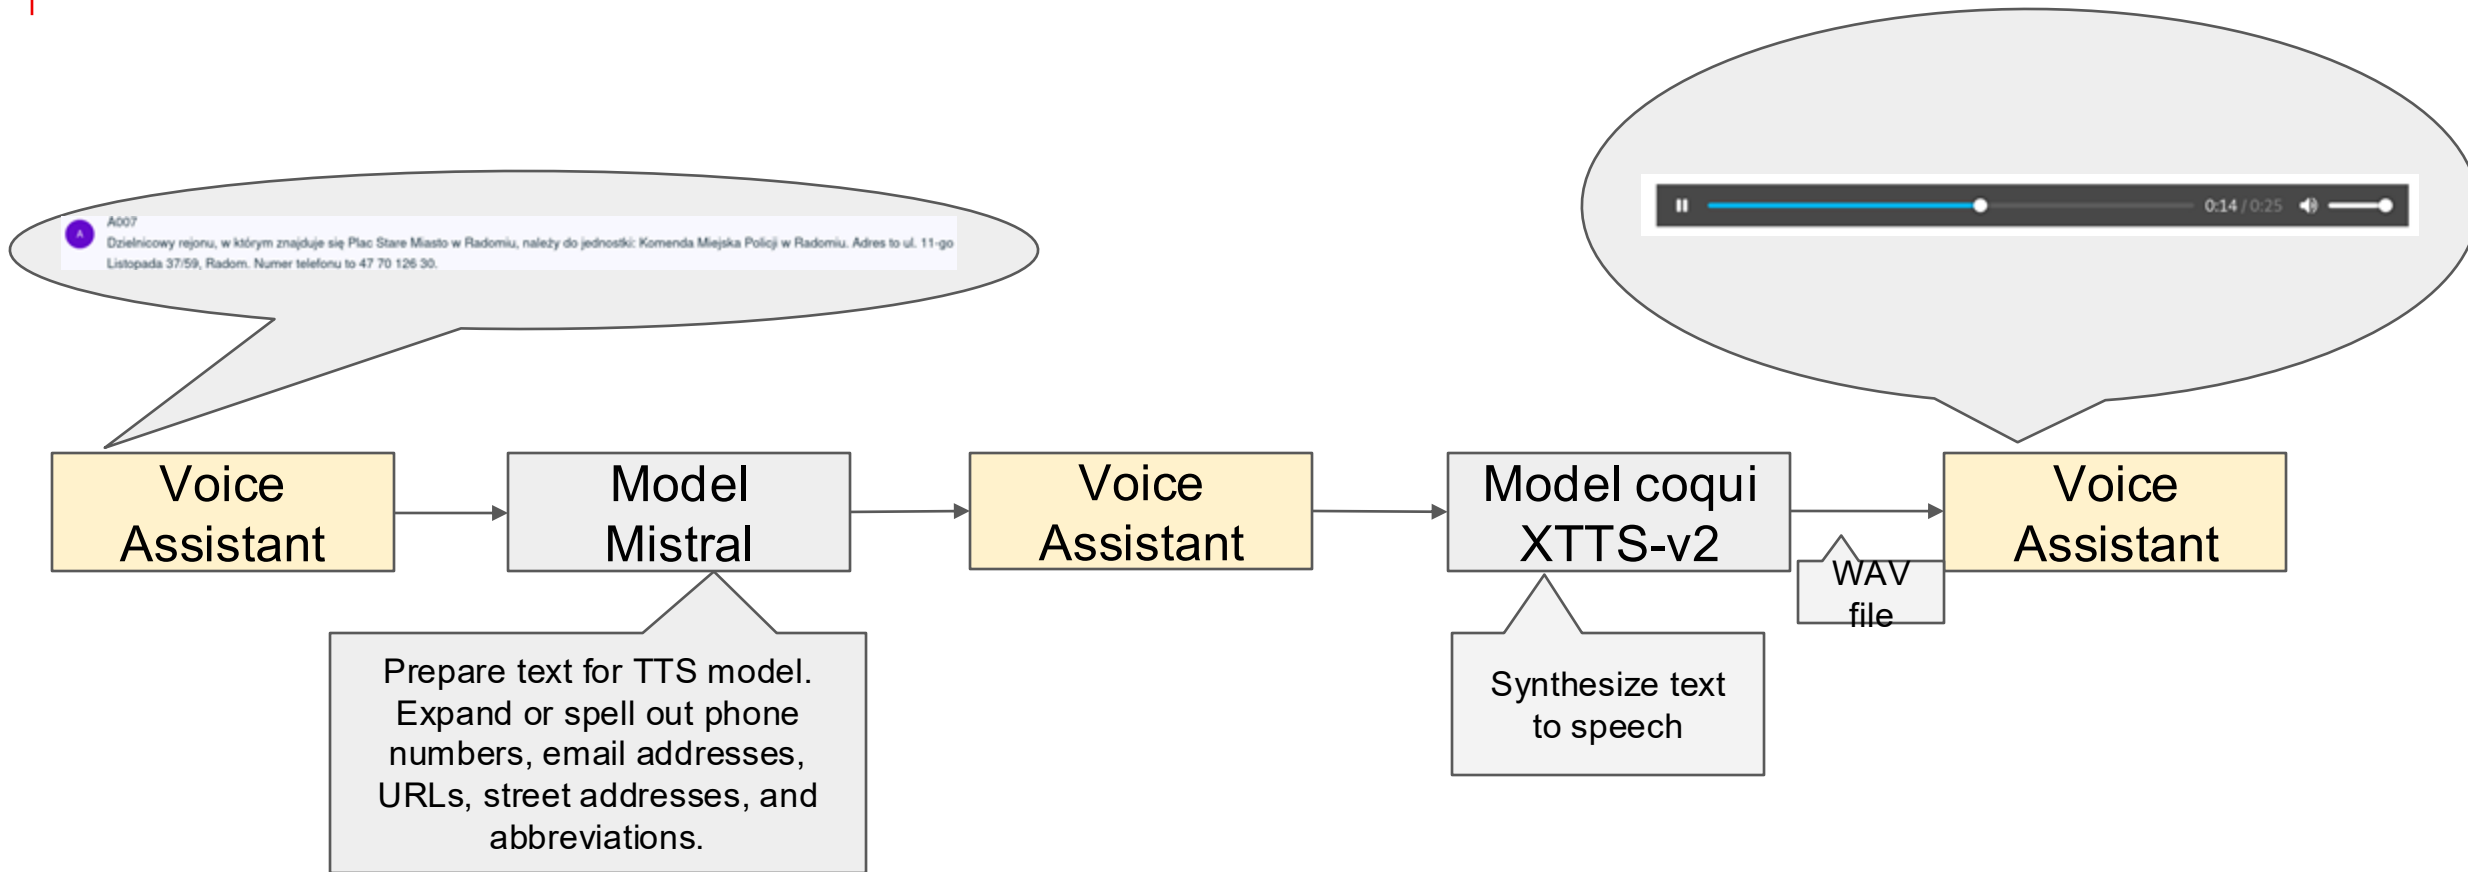 A007
A
Dzielnicowy rejonu, w którym znajduje się Plac Stare Miasto w Radomiu, należy do jednostki: Komenda Miejska Policji w Radomiu. Adres to ul. 11-go
Listopada 37/59, Radom. Numer telefonu to 47 70 126 30.
0:14 / 0:25
Voice
Assistant
Model
Mistral
Voice
Assistant
Model coqui
XTTS-v2
Voice
Assistant
WAV
file
Prepare text for TTS model.
Expand or spell out phone
numbers, email addresses,
URLs, street addresses, and
abbreviations.
Synthesize text
to speech